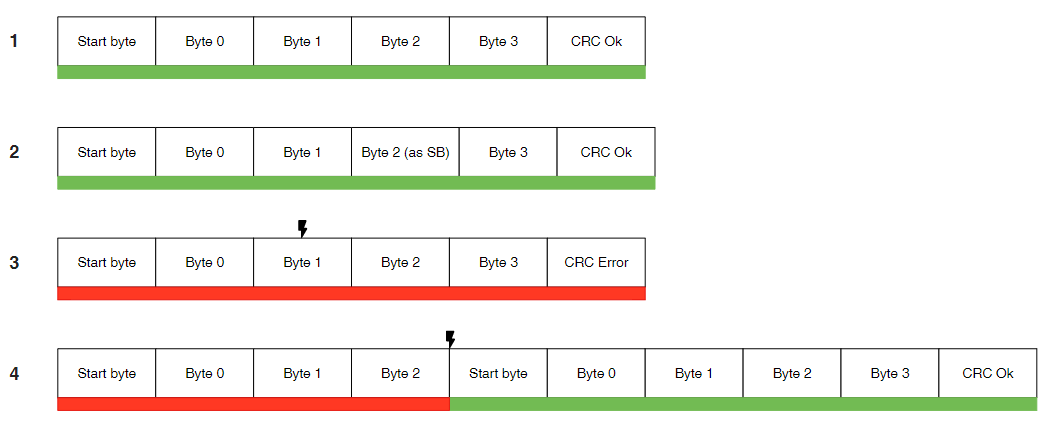 1 Start byte Byte 0 Byte 1 Byte 2 Byte 3 CRC Ok
2 Start byte Byte 0 Byte 1 Byte 2 (as SB) Byte 3 CRC Ok
3 Start byte Byte 0 Byte 1 Byte 2 Byte 3 CRC Error
4 Start byte Byte 0 Byte 1 Byte 2 Start byte Byte 0 Byte 1 Byte 2 Byte 3 CRC Ok